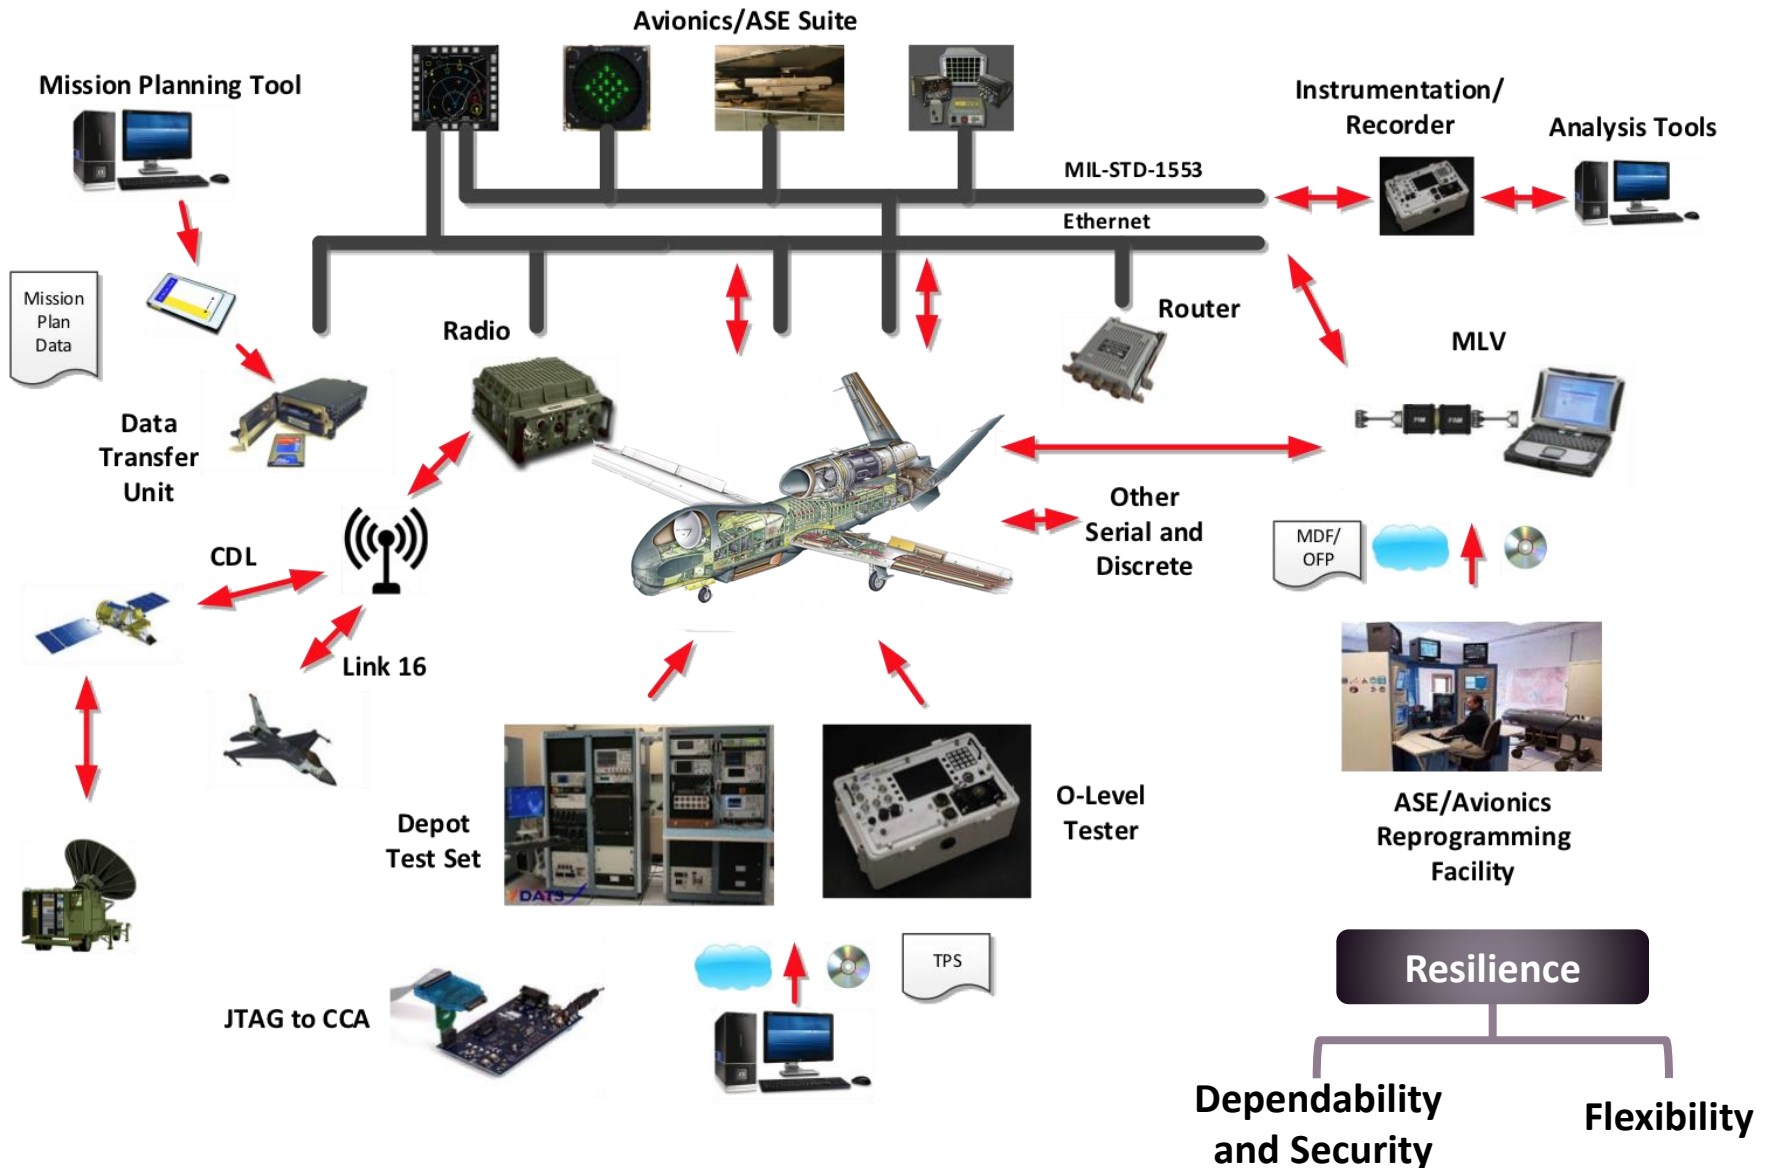 Avionics/ASE Suite
Mission Planning Tool
Instrumentation/
Recorder
Analysis Tools
MIL-STD-1553
Ethernet
Mission
Plan
Data
Radio
Router
MLV
Data
Transfer
Unit
Other
Serial and
Discrete
MDF/
OFP
CDL
Link 16
Depot
Test Set
O-Level
Tester
ASE/Avionics
Reprogramming
Facility
DATS
TPS
JTAG to CCA
Resilience
Dependability
and Security
Flexibility